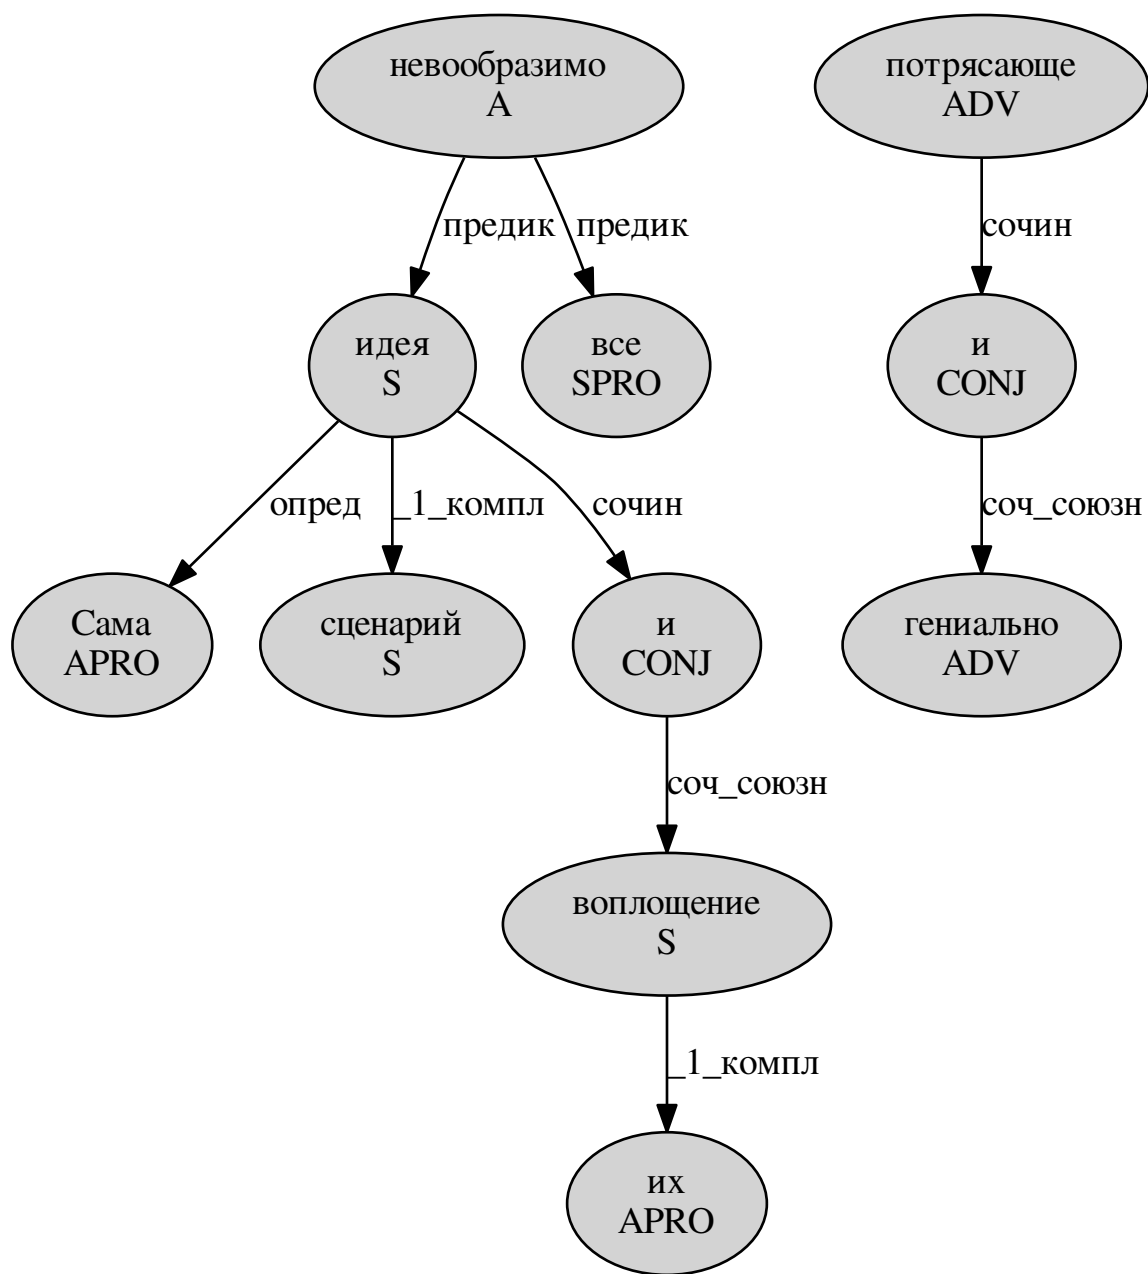 невообразимо
A
потрясающе
ADV
предик
предик
сочин
идея
S
все
SPRO
и
CONJ
опред
_1_компл
сочин
соч_союзн
Сама
APRO
сценарий
S
и
CONJ
гениально
ADV
соч_союзн
воплощение
S
_1_компл
их
APRO